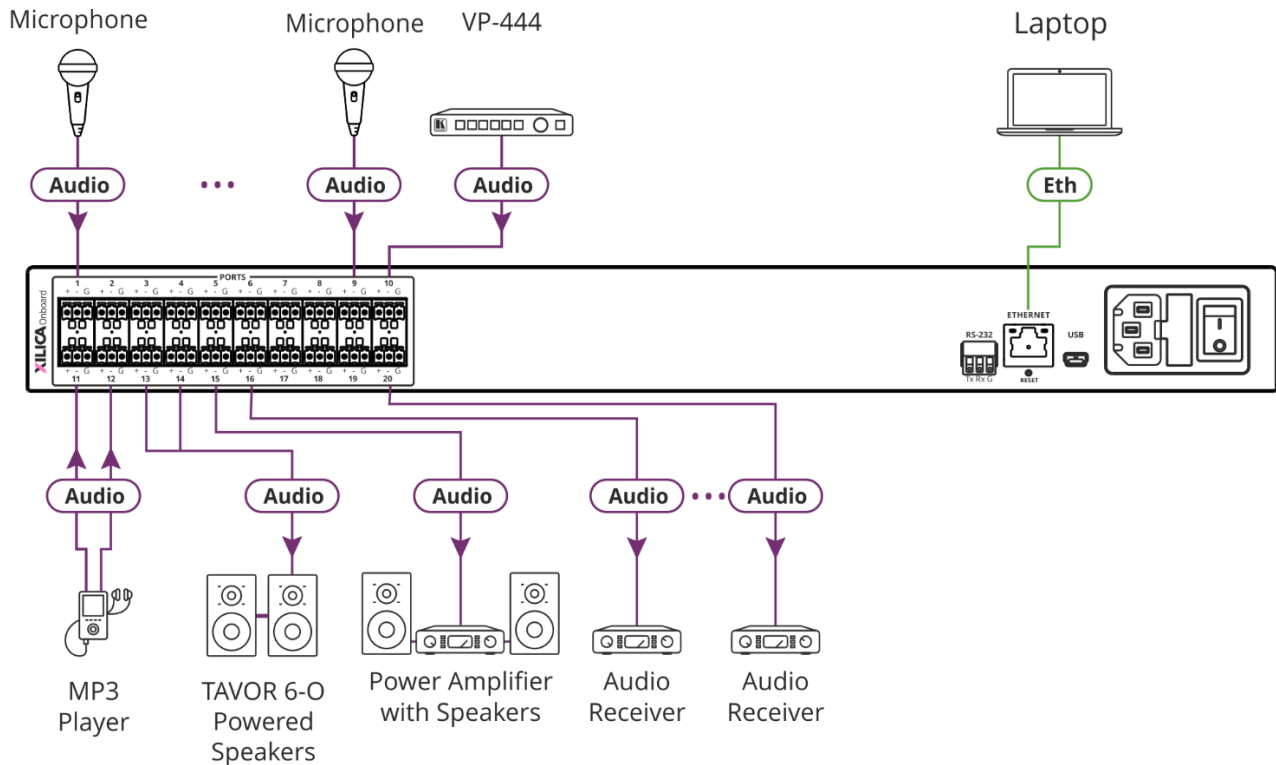 Microphone
Microphone
VP-444
Laptop
Audio
Audio
Audio
Eth
PORTS
1 2 3 4 5 6 7 8 9 10
+ - G + - G + - G + - G + - G + - G + - G + - G + - G + - G
XILICA Onboard
ETHERNET
RS-232
USB
Tx Rx G
RESET
+ - G + - G + - G + - G + - G + - G + - G + - G + - G + - G
11 12 13 14 15 16 17 18 19 20
Audio
Audio
Audio
Audio
Audio
MP3
Player
TAVOR 6-O
Powered
Speakers
Power Amplifier
with Speakers
Audio
Receiver
Audio
Receiver